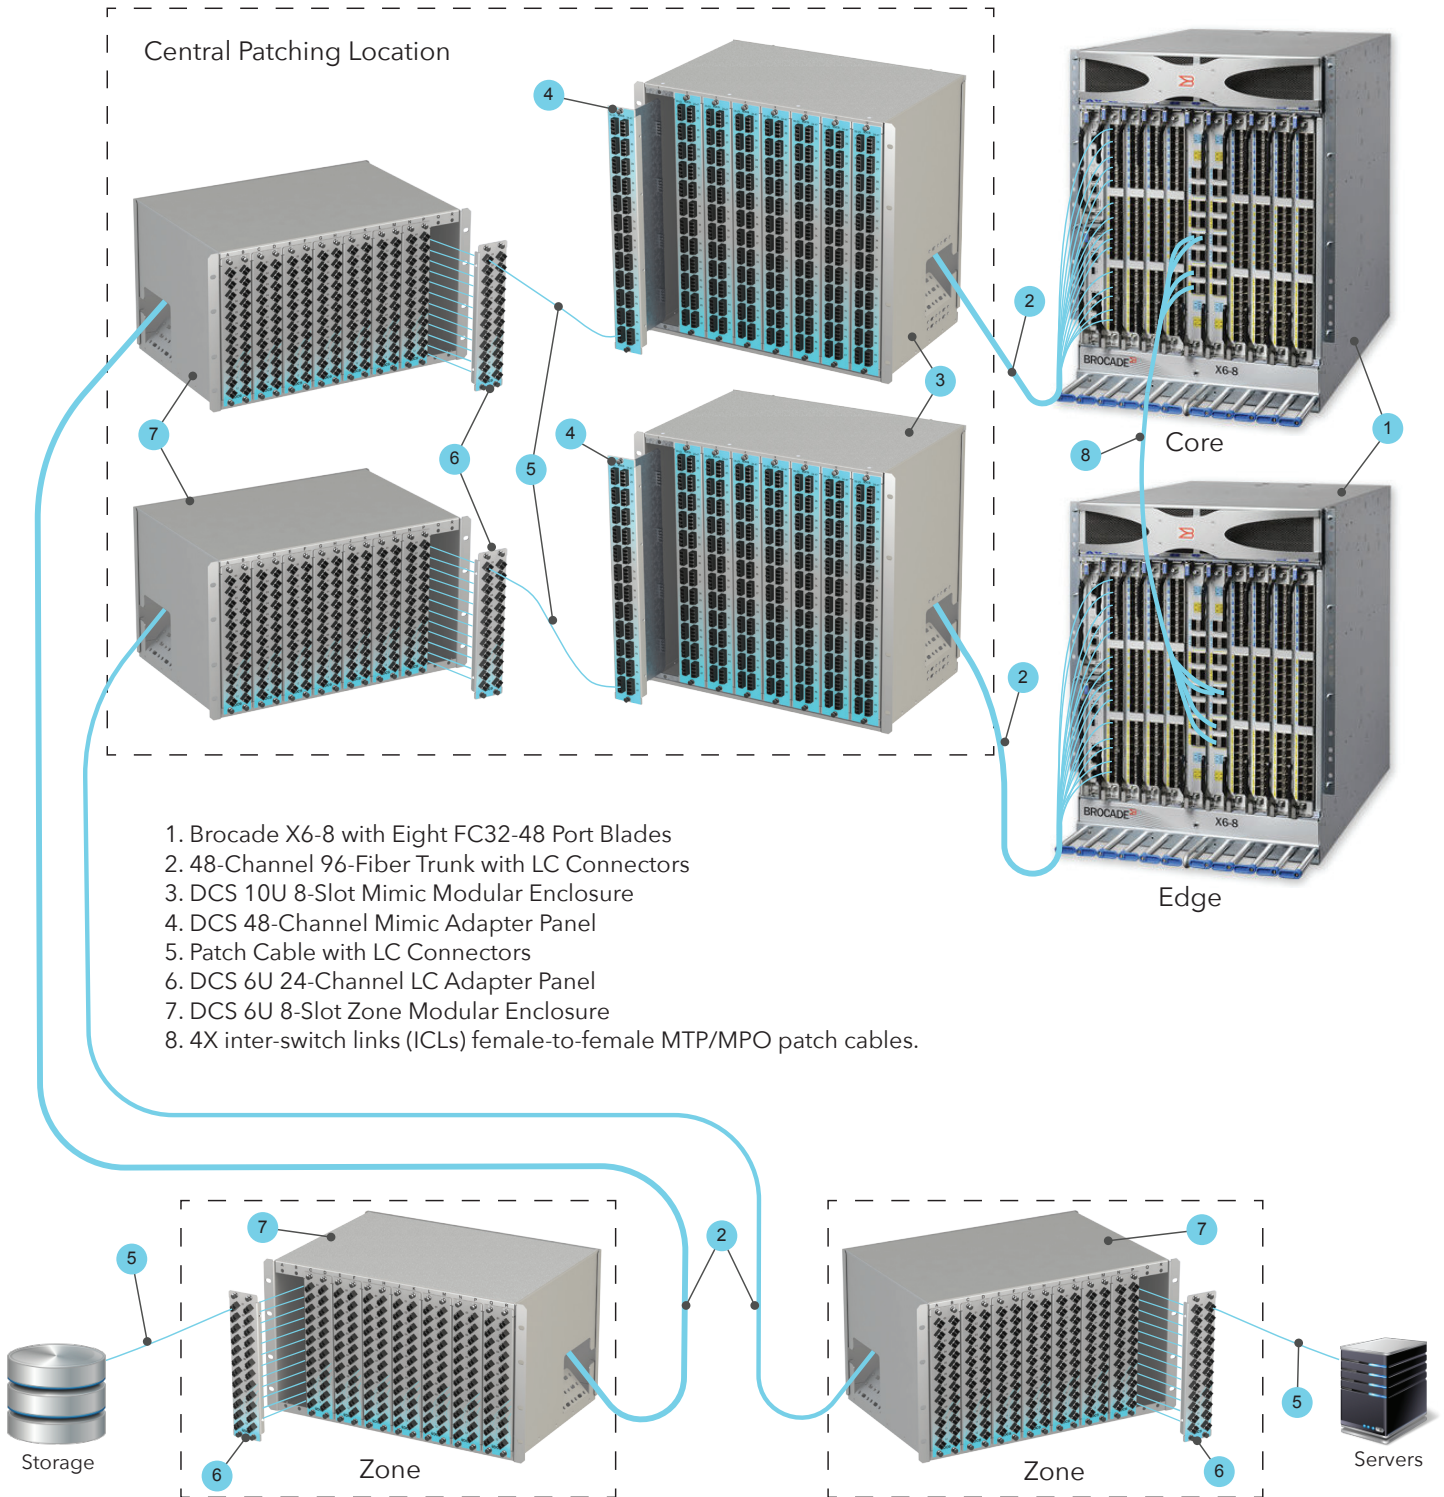 Central Patching Location
4
2
3
7
6
5
4
BROCADE
X6-8
Core
1
8
2
BROCADE
X6-8
Edge
1. Brocade X6-8 with Eight FC32-48 Port Blades
2. 48-Channel 96-Fiber Trunk with LC Connectors
3. DCS 10U 8-Slot Mimic Modular Enclosure
4. DCS 48-Channel Mimic Adapter Panel
5. Patch Cable with LC Connectors
6. DCS 6U 24-Channel LC Adapter Panel
7. DCS 6U 8-Slot Zone Modular Enclosure
8. 4X inter-switch links (ICLs) female-to-female MTP/MPO patch cables.
5
7
2
7
5
6
6
Storage
Zone
Zone
Servers